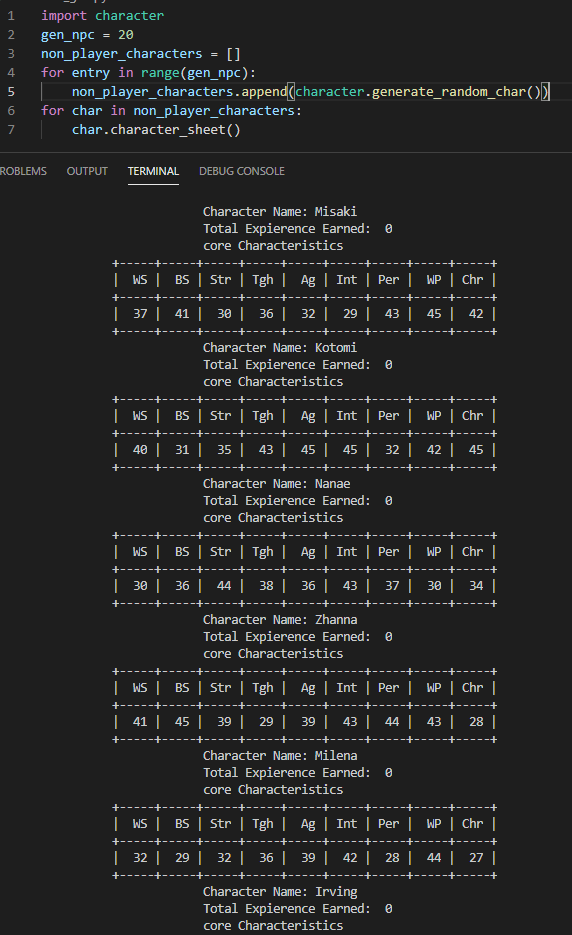 1 import character
2 gen_npc = 20
3 non_player_characters = []
4 for entry in range(gen_npc):
5 non_player_characters.append(character.generate_random_char())
6 for char in non_player_characters:
7 char.character_sheet()
ROBLEMS OUTPUT TERMINAL DEBUG CONSOLE
Character Name: Misaki
Total Expierence Earned: 0
core Characteristics
+-----+-----+-----+-----+-----+-----+-----+-----+-----+
| WS | BS | Str | Tgh | Ag | Int | Per | WP | Chr |
+-----+-----+-----+-----+-----+-----+-----+-----+-----+
| 37 | 41 | 30 | 36 | 32 | 29 | 43 | 45 | 42 |
+-----+-----+-----+-----+-----+-----+-----+-----+-----+
Character Name: Kotomi
Total Expierence Earned: 0
core Characteristics
+-----+-----+-----+-----+-----+-----+-----+-----+-----+
| WS | BS | Str | Tgh | Ag | Int | Per | WP | Chr |
+-----+-----+-----+-----+-----+-----+-----+-----+-----+
| 40 | 31 | 35 | 43 | 45 | 45 | 32 | 42 | 45 |
+-----+-----+-----+-----+-----+-----+-----+-----+-----+
Character Name: Nanae
Total Expierence Earned: 0
core Characteristics
+-----+-----+-----+-----+-----+-----+-----+-----+-----+
| WS | BS | Str | Tgh | Ag | Int | Per | WP | Chr |
+-----+-----+-----+-----+-----+-----+-----+-----+-----+
| 30 | 36 | 44 | 38 | 36 | 43 | 37 | 30 | 34 |
+-----+-----+-----+-----+-----+-----+-----+-----+-----+
Character Name: Zhanna
Total Expierence Earned: 0
core Characteristics
+-----+-----+-----+-----+-----+-----+-----+-----+-----+
| WS | BS | Str | Tgh | Ag | Int | Per | WP | Chr |
+-----+-----+-----+-----+-----+-----+-----+-----+-----+
| 41 | 45 | 39 | 29 | 39 | 43 | 44 | 43 | 28 |
+-----+-----+-----+-----+-----+-----+-----+-----+-----+
Character Name: Milena
Total Expierence Earned: 0
core Characteristics
+-----+-----+-----+-----+-----+-----+-----+-----+-----+
| WS | BS | Str | Tgh | Ag | Int | Per | WP | Chr |
+-----+-----+-----+-----+-----+-----+-----+-----+-----+
| 32 | 29 | 32 | 36 | 39 | 42 | 28 | 44 | 27 |
+-----+-----+-----+-----+-----+-----+-----+-----+-----+
Character Name: Irving
Total Expierence Earned: 0
core Characteristics